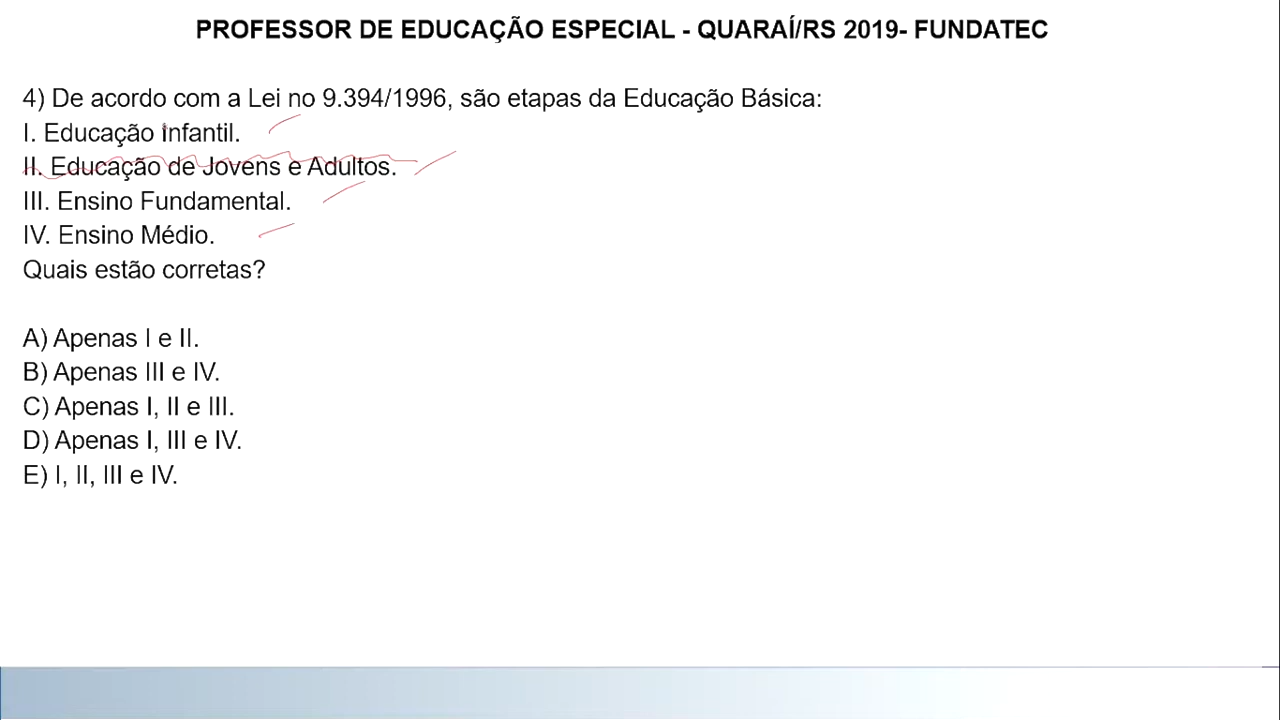 PROFESSOR DE EDUCAÇÃO ESPECIAL - QUARAÍ/RS 2019- FUNDATEC
4) De acordo com a Lei no 9.394/1996, são etapas da Educação Básica:
I. Educação Infantil.
II. Educação de Jovens e Adultos.
III. Ensino Fundamental.
IV. Ensino Médio.
Quais estão corretas?
A) Apenas I e II.
B) Apenas III e IV.
C) Apenas I, II e III.
D) Apenas I, III e IV.
E) I, II, III e IV.